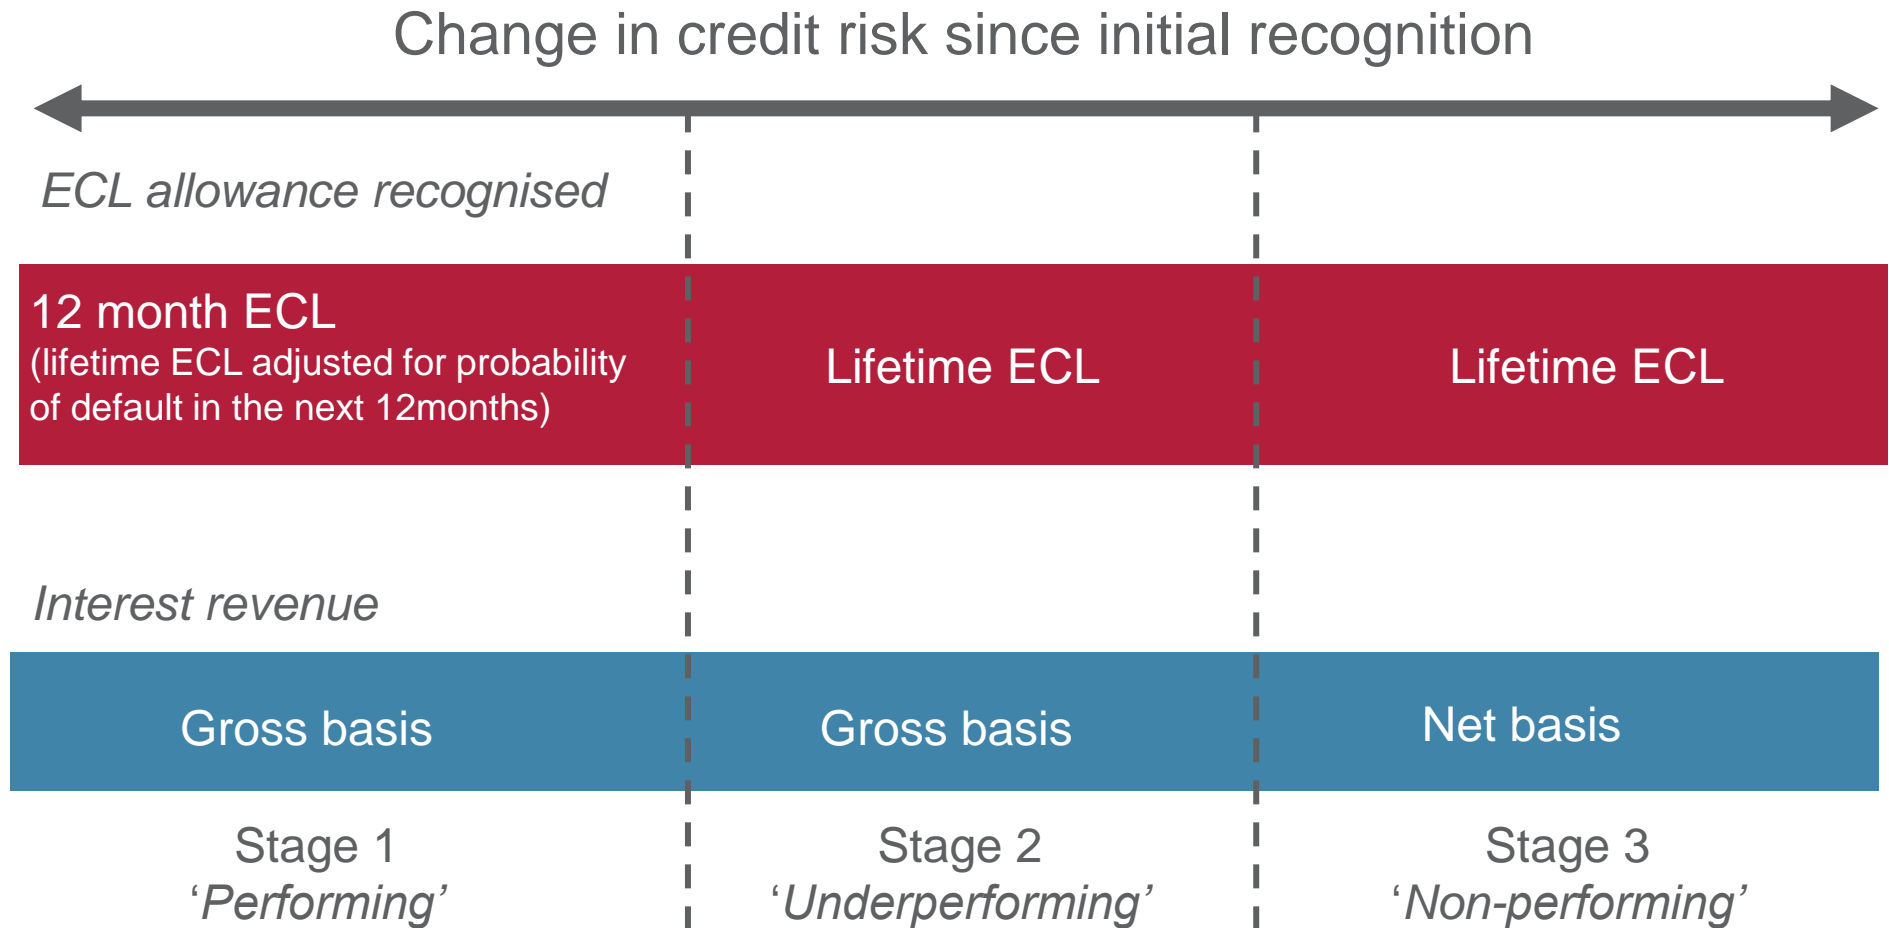 Change in credit risk since initial recognition
ECL allowance recognised
12 month ECL
(lifetime ECL adjusted for probability
of default in the next 12months)
Lifetime ECL
Lifetime ECL
Interest revenue
Gross basis
Gross basis
Net basis
Stage 1
‘Performing’
Stage 2
‘Underperforming’
Stage 3
‘Non-performing’